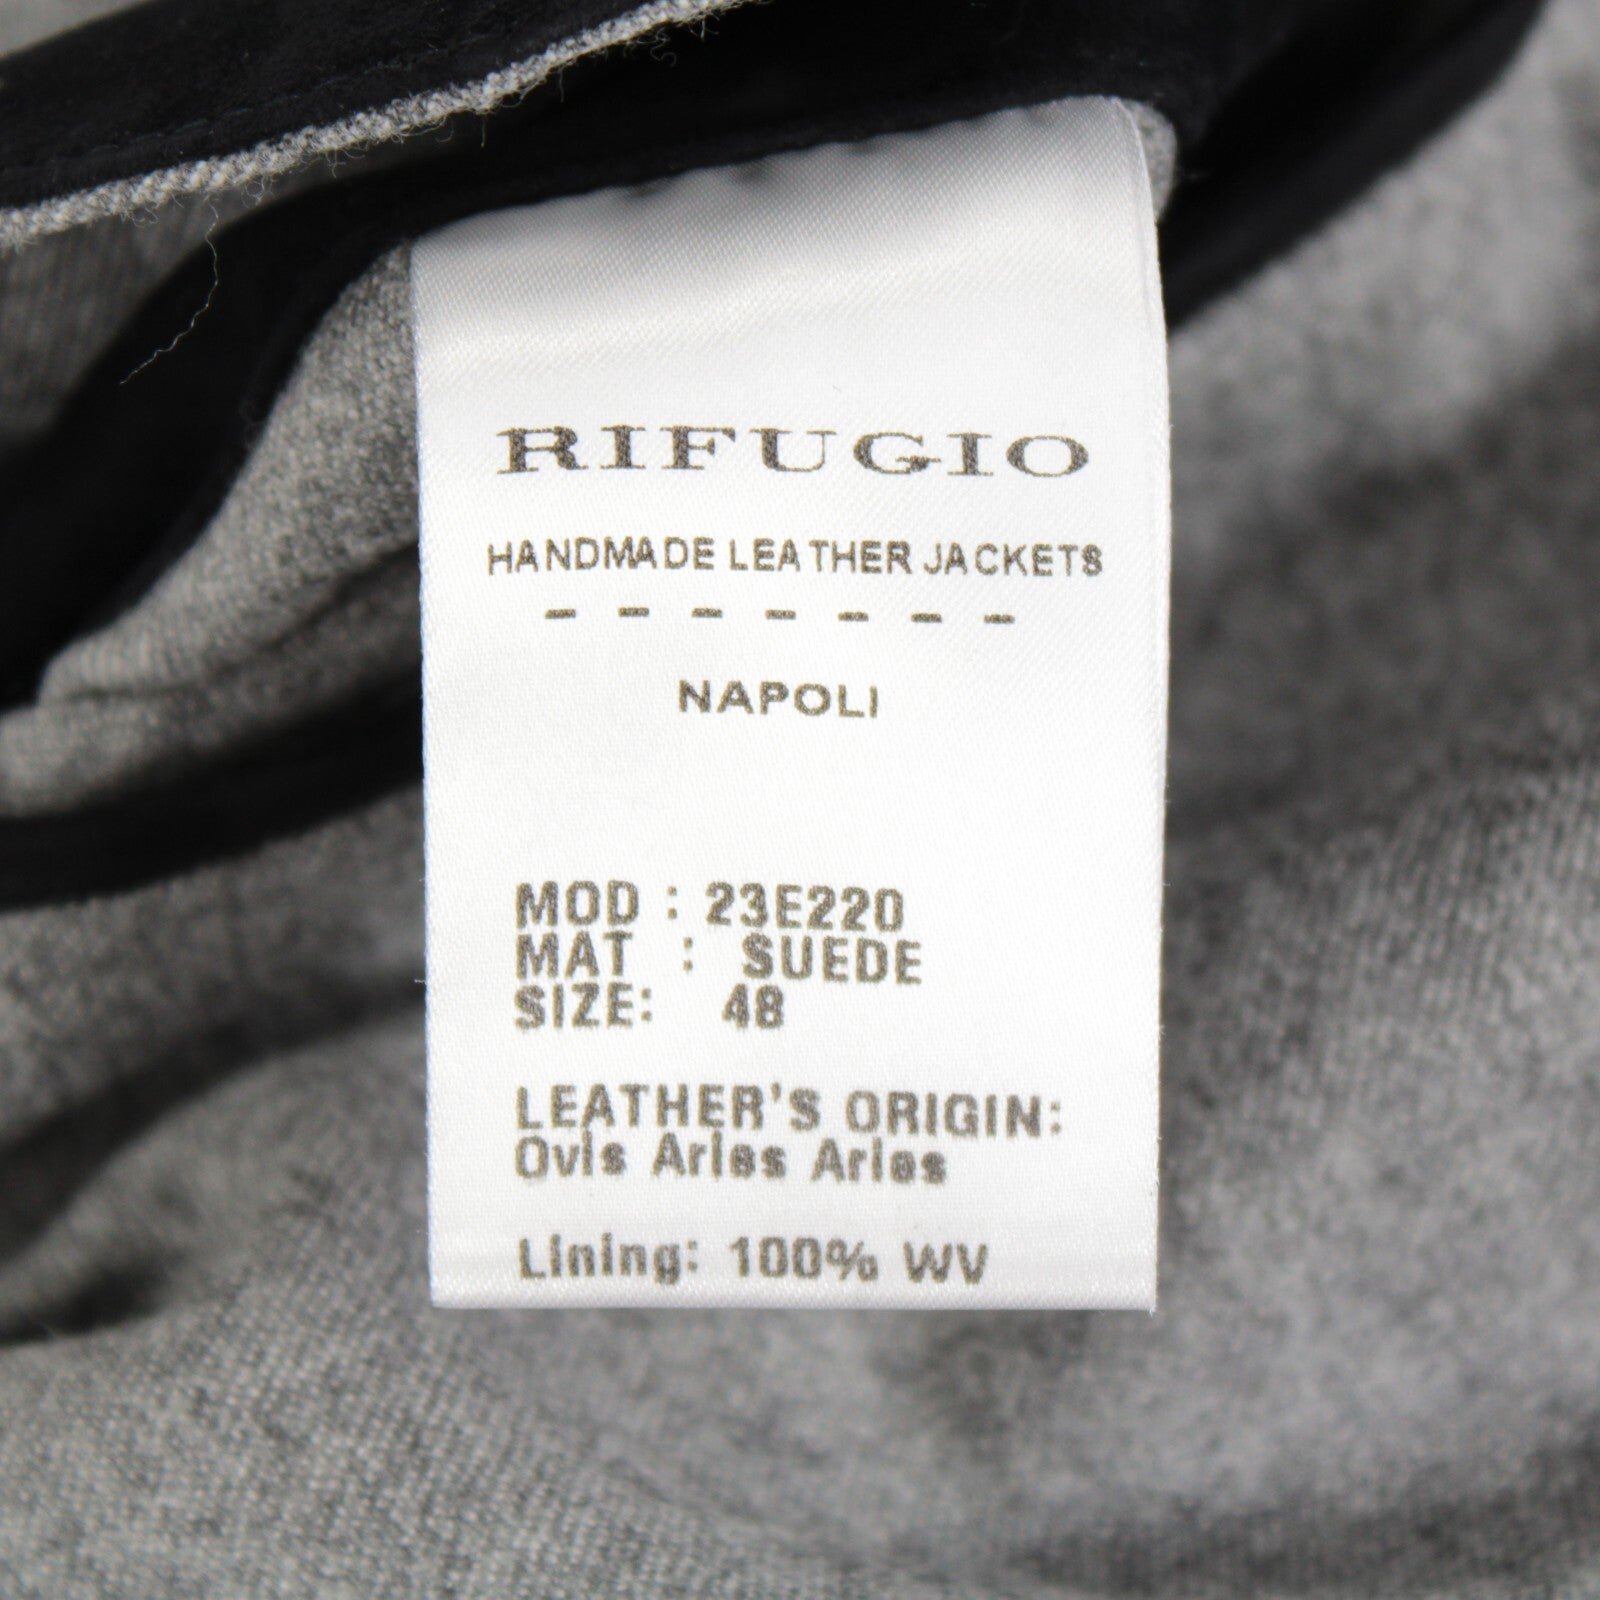 RIFUGIO
HANDMADE LEATHER JACKETS
- - - - - - -
NAPOLI
MOD : 23E220
MAT : SUEDE
SIZE: 48
LEATHER'S ORIGIN:
Ovis Aries Aries
Lining: 100% WV